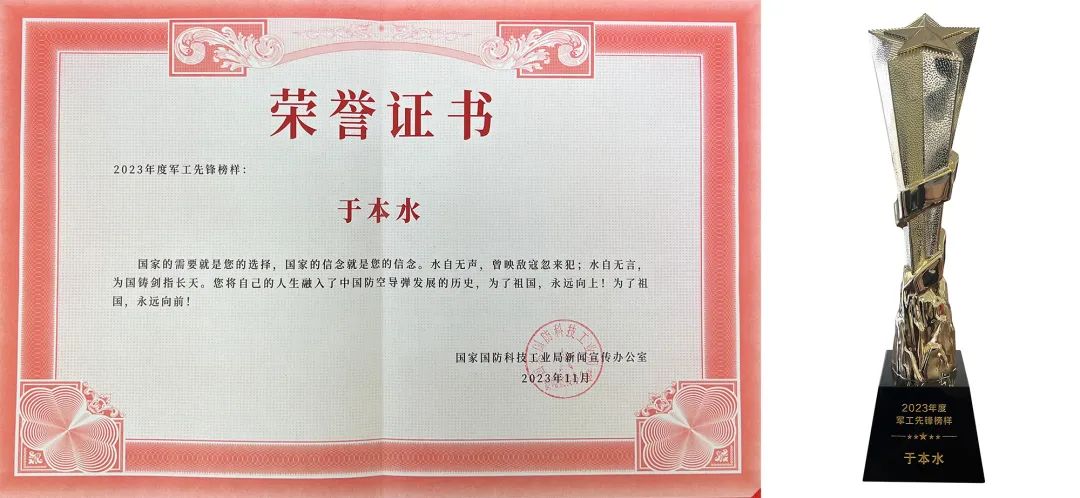 荣誉证书
2023年度军工先锋榜样：
于本水
国家的需要就是您的选择，国家的信念就是您的信念。水自无声，曾映敌寇忽来犯；水自无言，
为国铸剑指长天。您将自己的人生融入了中国防空导弹发展的历史，为了祖国，永远向上！为了祖
国，永远向前！
国家国防科技工业局新闻宣传办公室
2023年11月
2023年度
军工先锋榜样
于本水